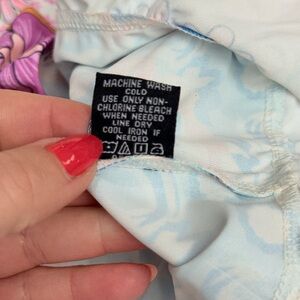 MACHINE WASH
COLD
USE ONLY NON-
CHLORINE BLEACH
WHEN NEEDED
LINE DRY
COOL IRON IF
NEEDED